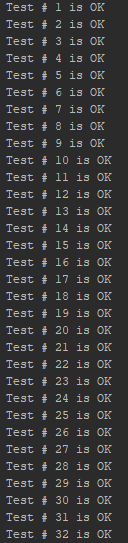 Test # 1 is OK
Test # 2 is OK
Test # 3 is OK
Test # 4 is OK
Test # 5 is OK
Test # 6 is OK
Test # 7 is OK
Test # 8 is OK
Test # 9 is OK
Test # 10 is OK
Test # 11 is OK
Test # 12 is OK
Test # 13 is OK
Test # 14 is OK
Test # 15 is OK
Test # 16 is OK
Test # 17 is OK
Test # 18 is OK
Test # 19 is OK
Test # 20 is OK
Test # 21 is OK
Test # 22 is OK
Test # 23 is OK
Test # 24 is OK
Test # 25 is OK
Test # 26 is OK
Test # 27 is OK
Test # 28 is OK
Test # 29 is OK
Test # 30 is OK
Test # 31 is OK
Test # 32 is OK